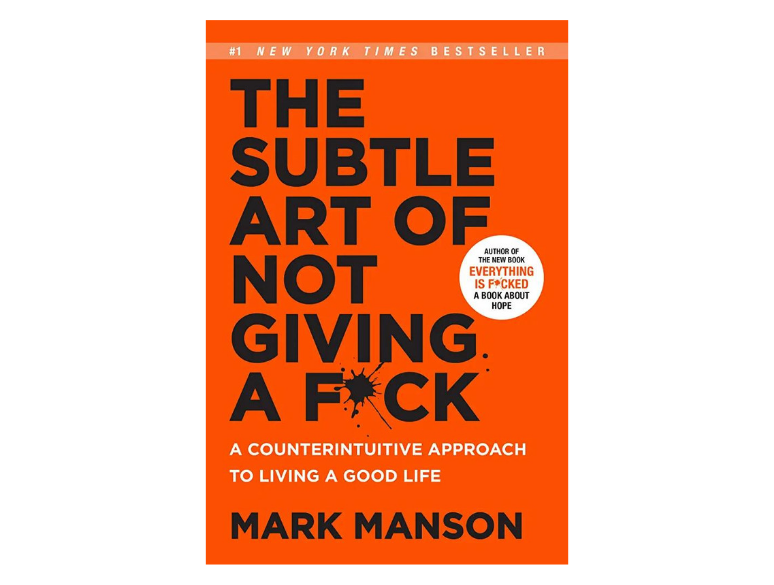 #1 NEW YORK TIMES BESTSELLER
THE
SUBTLE
ART OF
NOT
GIVING
A F*CK
AUTHOR OF
THE NEW BOOK
EVERYTHING
IS F*CKED
A BOOK ABOUT
HOPE
A COUNTERINTUITIVE APPROACH
TO LIVING A GOOD LIFE
MARK MANSON